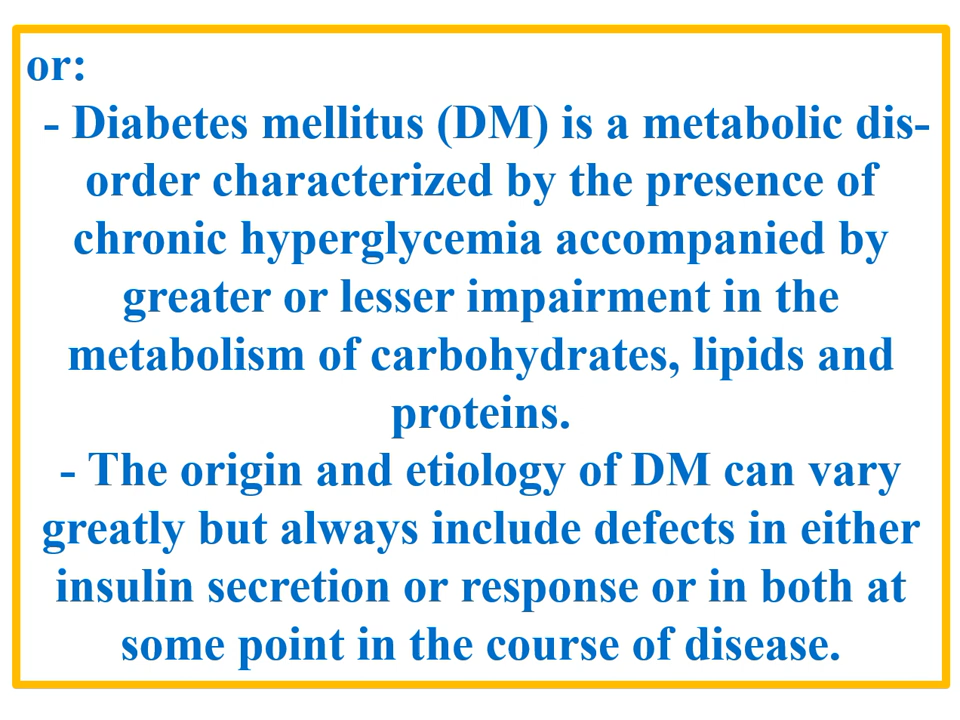 or:
- Diabetes mellitus (DM) is a metabolic dis-
order characterized by the presence of
chronic hyperglycemia accompanied by
greater or lesser impairment in the
metabolism of carbohydrates, lipids and
proteins.
- The origin and etiology of DM can vary
greatly but always include defects in either
insulin secretion or response or in both at
some point in the course of disease.